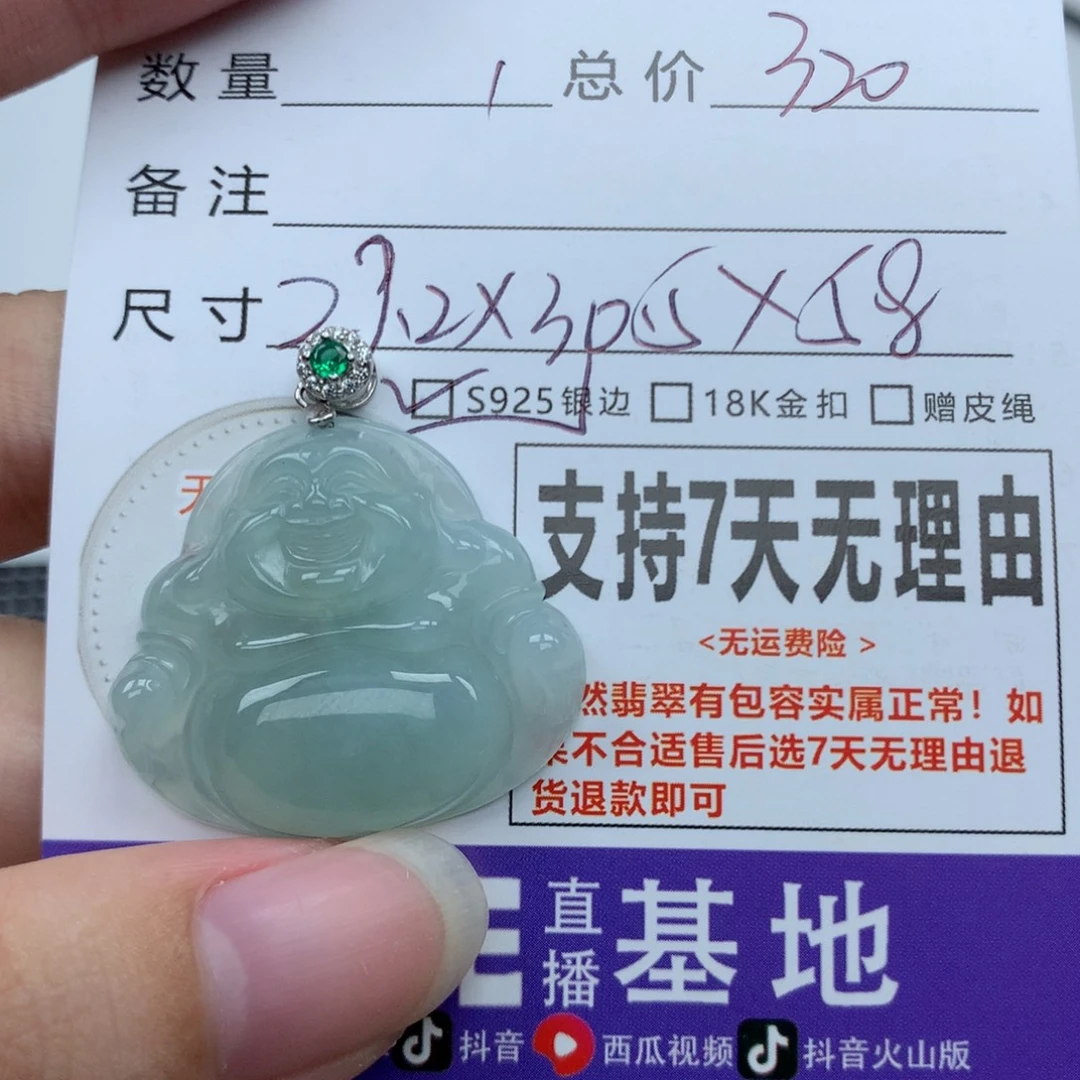 数量 1 总价 320
备注
尺寸
S925银边 18K金扣 赠皮绳
支持7天无理由
<无运费险>
然翡翠有包容实属正常!如
不合适售后选7天无理由退
货退款即可
直播基地
抖音 西瓜视频 抖音火山版